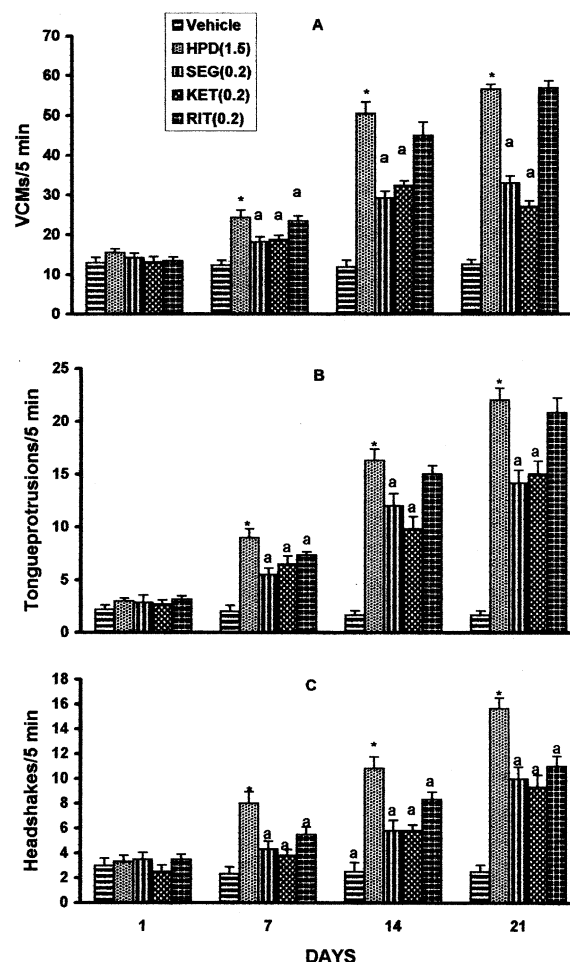 Vehicle
HPD(1.5)
SEG(0.2)
KET(0.2)
RIT(0.2)
A
70
60
50
40
30
20
10
0
VCMs/5 min
* a a a
* a a
* a a
B
25
20
15
10
5
0
Tongueprotrusions/5 min
* a a a
* a a
* a a
C
18
16
14
12
10
8
6
4
2
0
Headshakes/5 min
* a a a
a * a a a
* a a a
1 7 14 21
DAYS